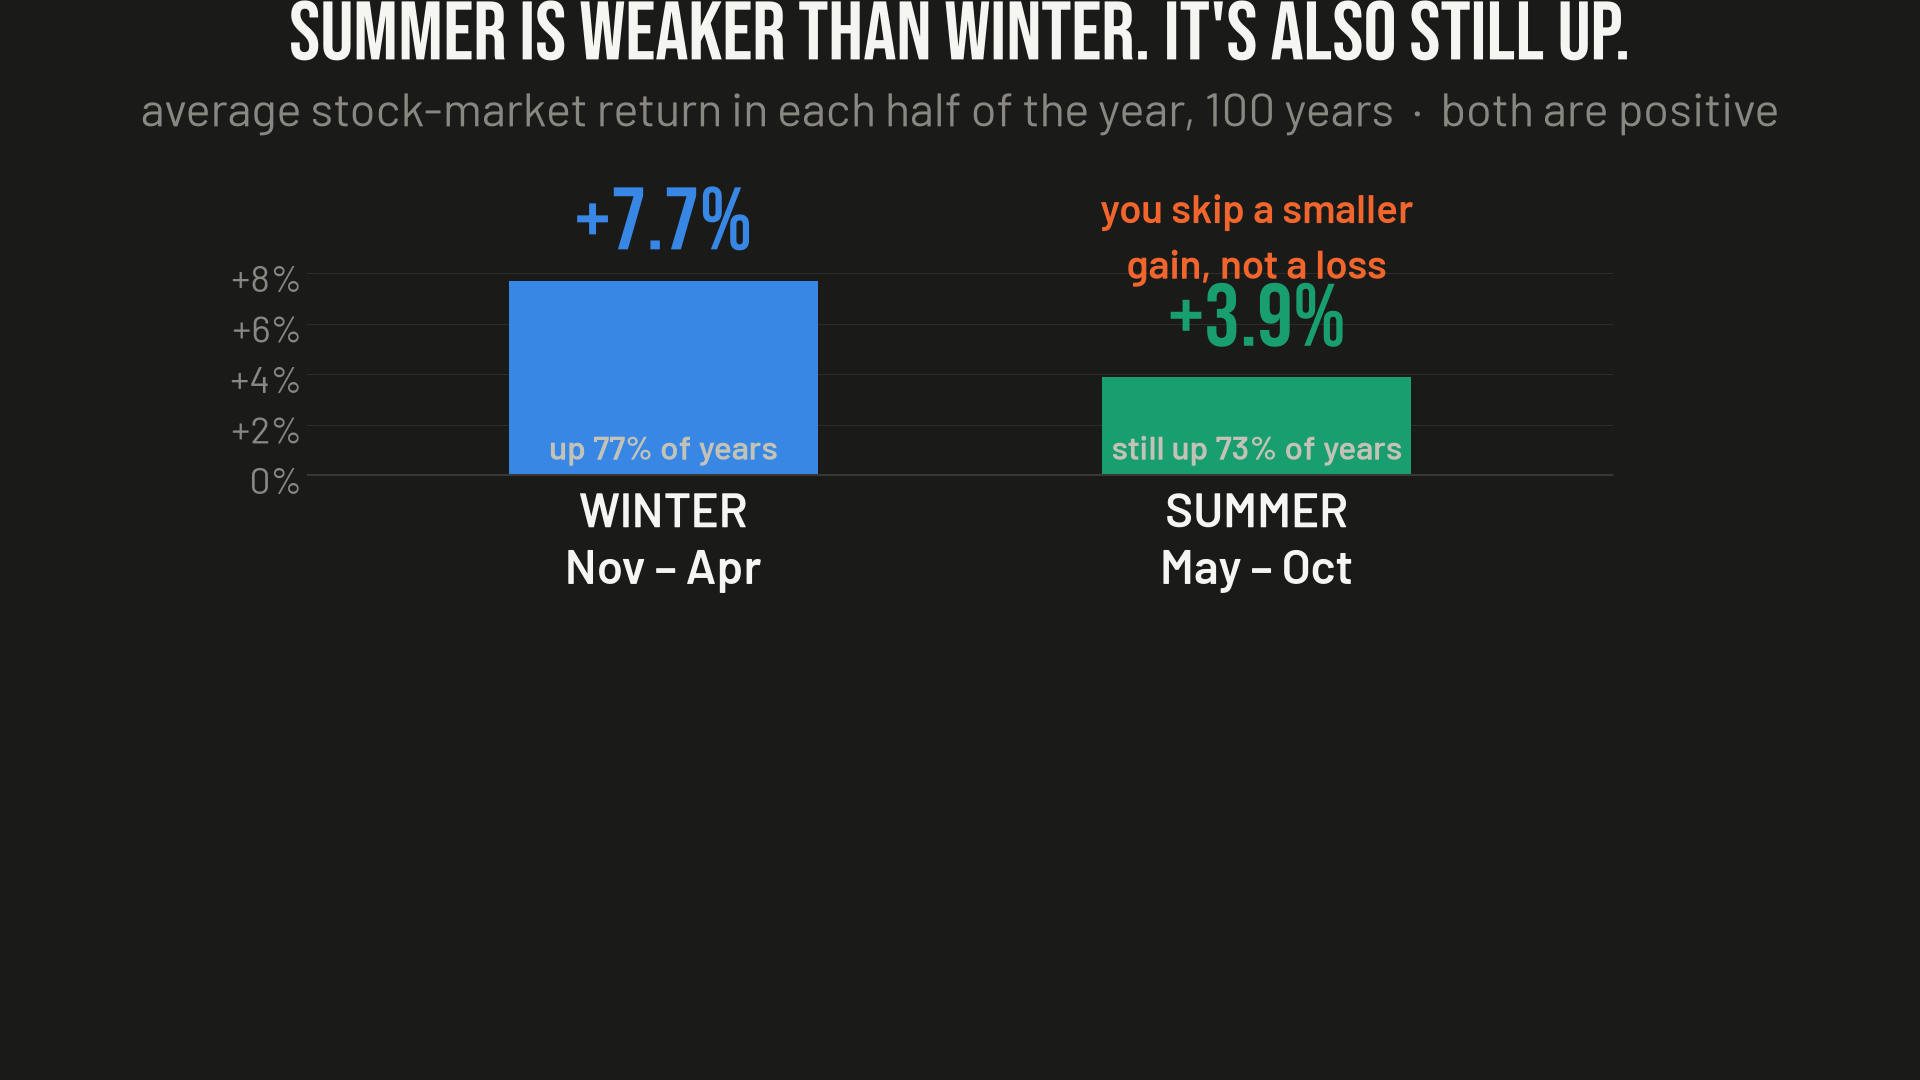 SUMMER IS WEAKER THAN WINTER. IT'S ALSO STILL UP.
average stock-market return in each half of the year, 100 years · both are positive
+7.7%
you skip a smaller
gain, not a loss
+3.9%
+8%
+6%
+4%
+2%
0%
up 77% of years
still up 73% of years
WINTER
Nov – Apr
SUMMER
May – Oct